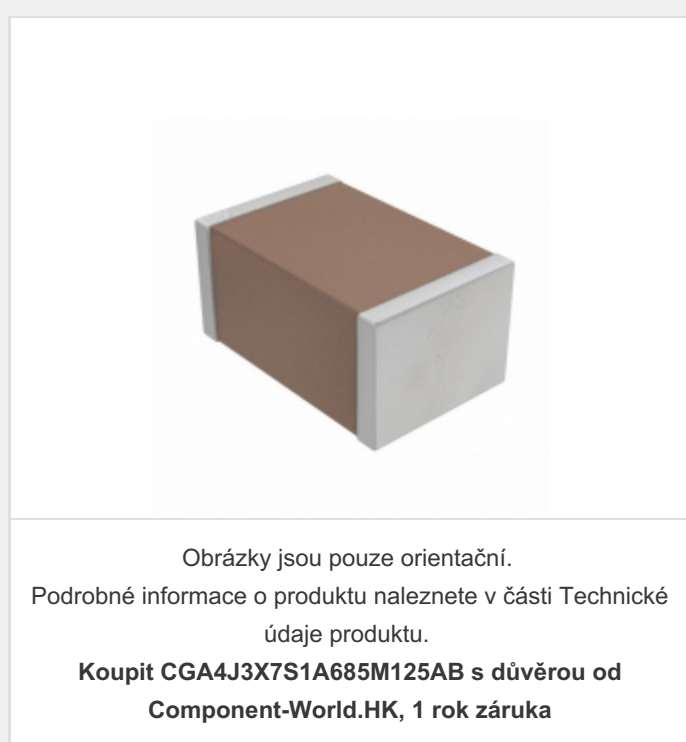 Obrázky jsou pouze orientační.
Podrobné informace o produktu naleznete v části Technické
údaje produktu.
Koupit CGA4J3X7S1A685M125AB s důvěrou od
Component-World.HK, 1 rok záruka